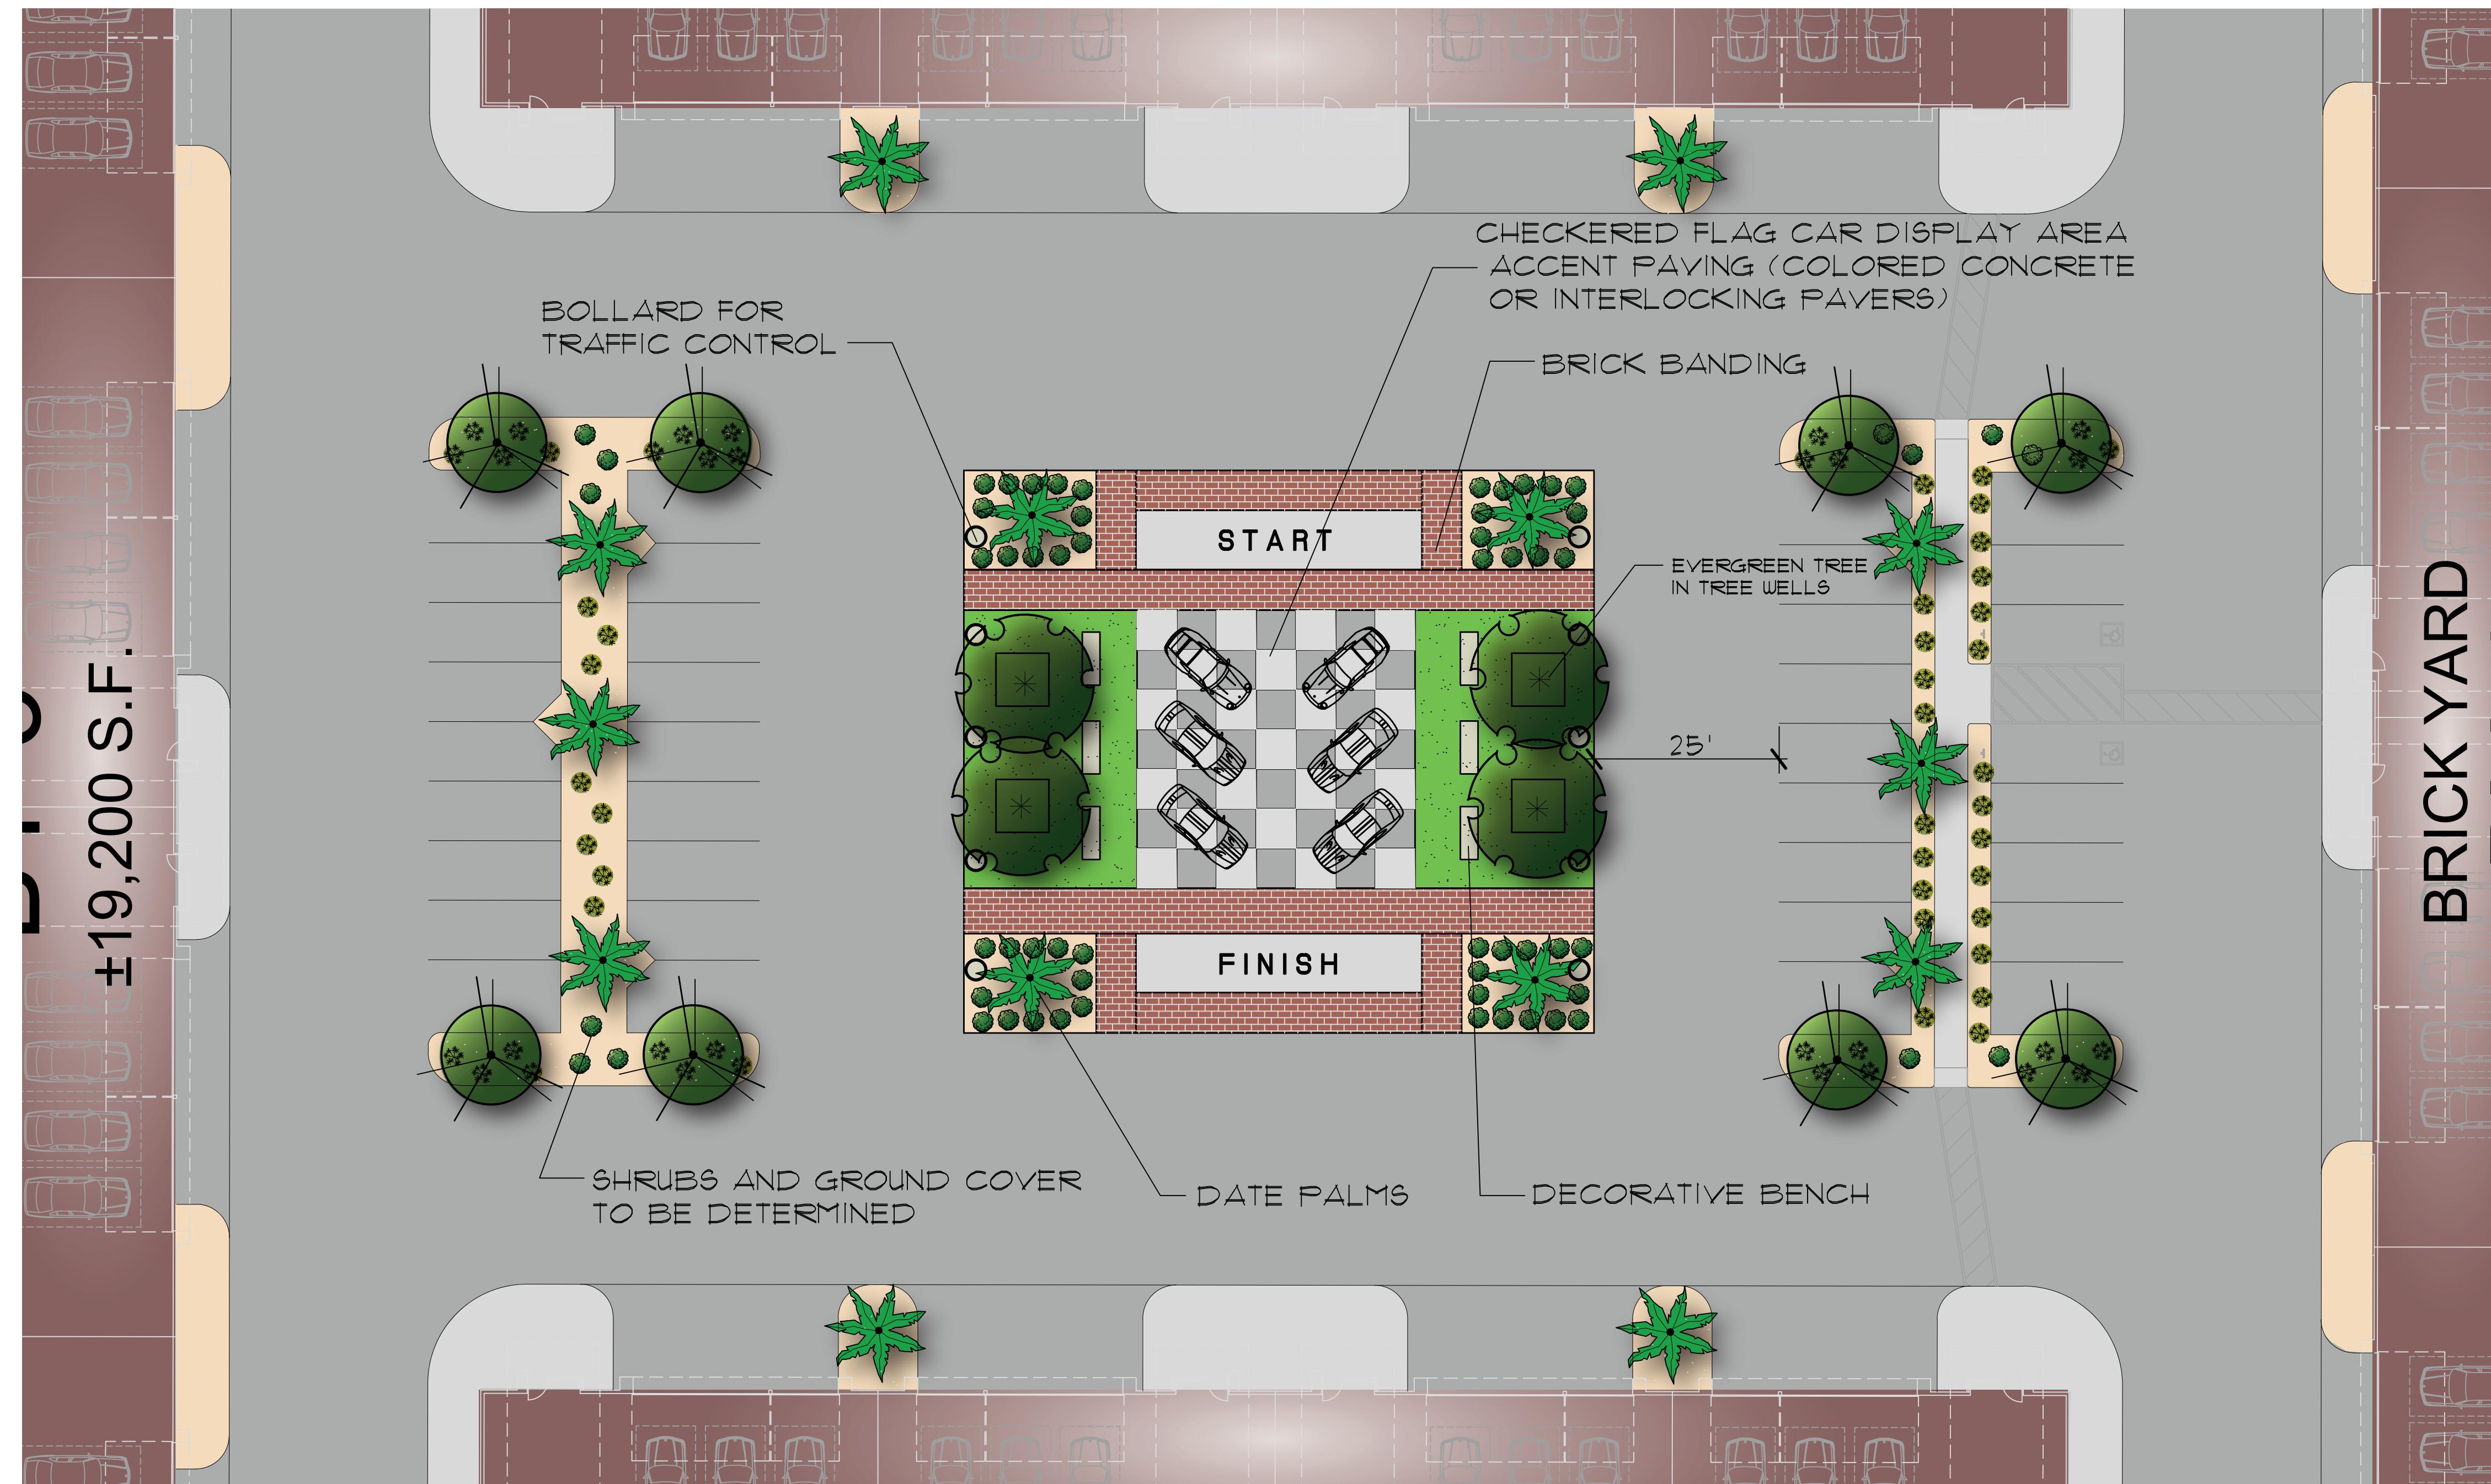 CHECKERED FLAG CAR DISPLAY AREA
ACCENT PAVING (COLORED CONCRETE
OR INTERLOCKING PAVERS)
BOLLARD FOR
TRAFFIC CONTROL
BRICK BANDING
START
EVERGREEN TREE
IN TREE WELLS
25'
±19,200 S.F.
BRICK YARD
FINISH
SHRUBS AND GROUND COVER
TO BE DETERMINED
DATE PALMS
DECORATIVE BENCH